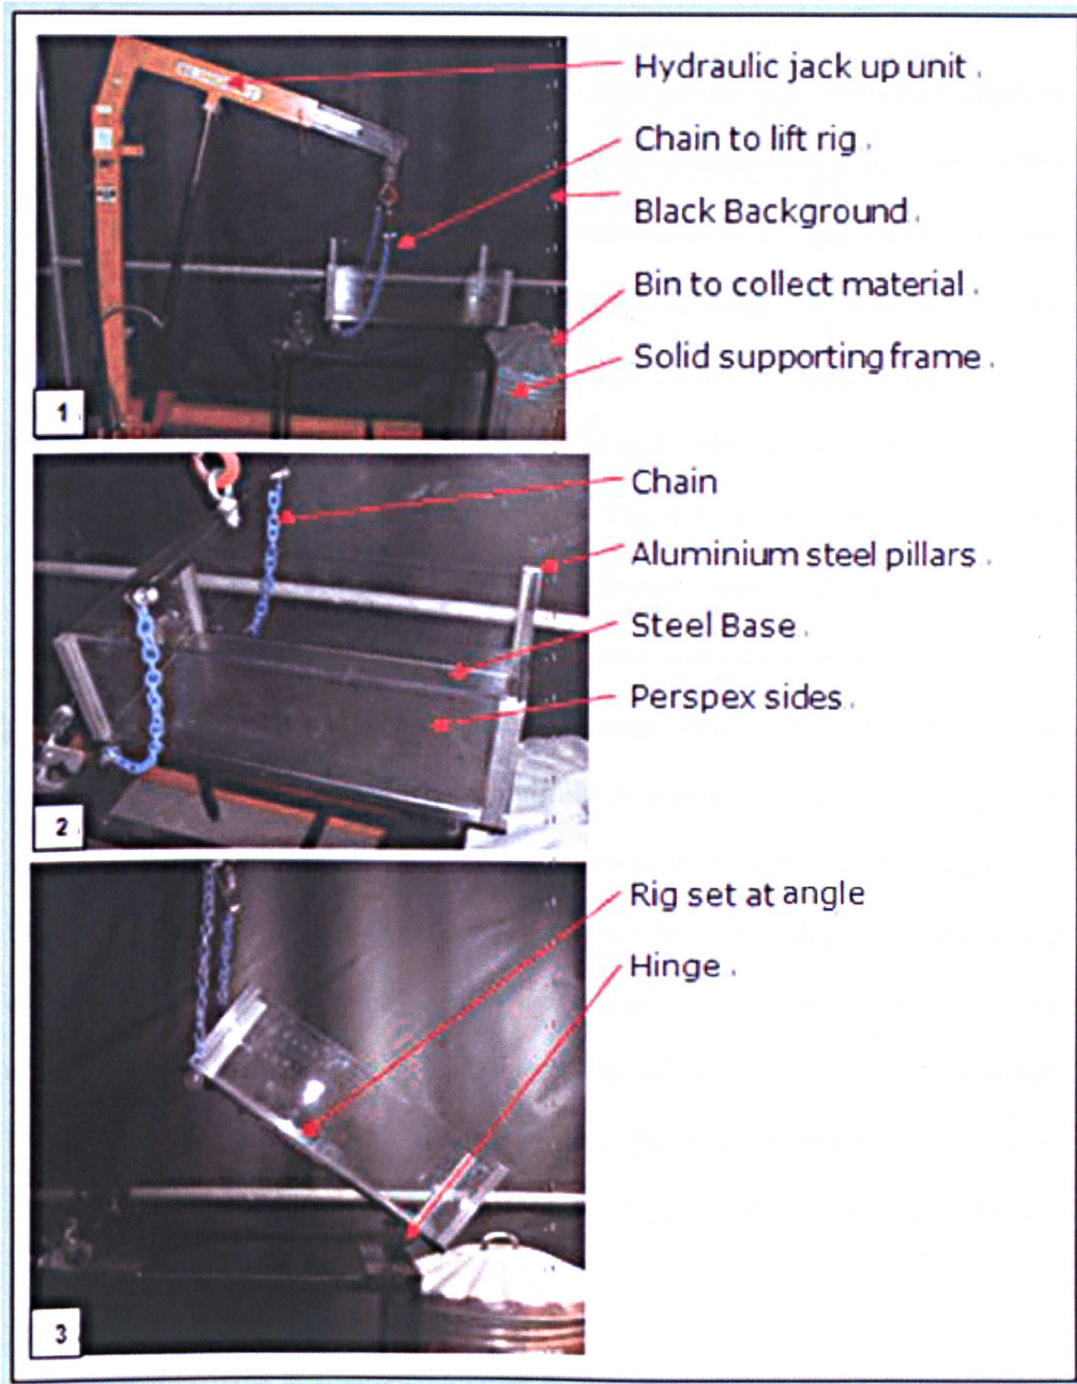 Hydraulic jack up unit .
Chain to lift rig .
Black Background .
Bin to collect material .
Solid supporting frame .
1
Chain
Aluminium steel pillars .
Steel Base .
Perspex sides .
2
Rig set at angle
Hinge .
3